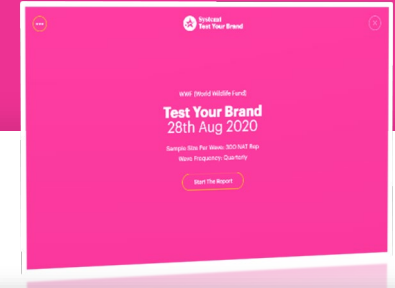 System1
Test Your Brand
WWF (World Wildlife Fund)
Test Your Brand
28th Aug 2020
Sample Size Per Wave: 300 NAT Rep
Wave Frequency: Quarterly
Start The Report